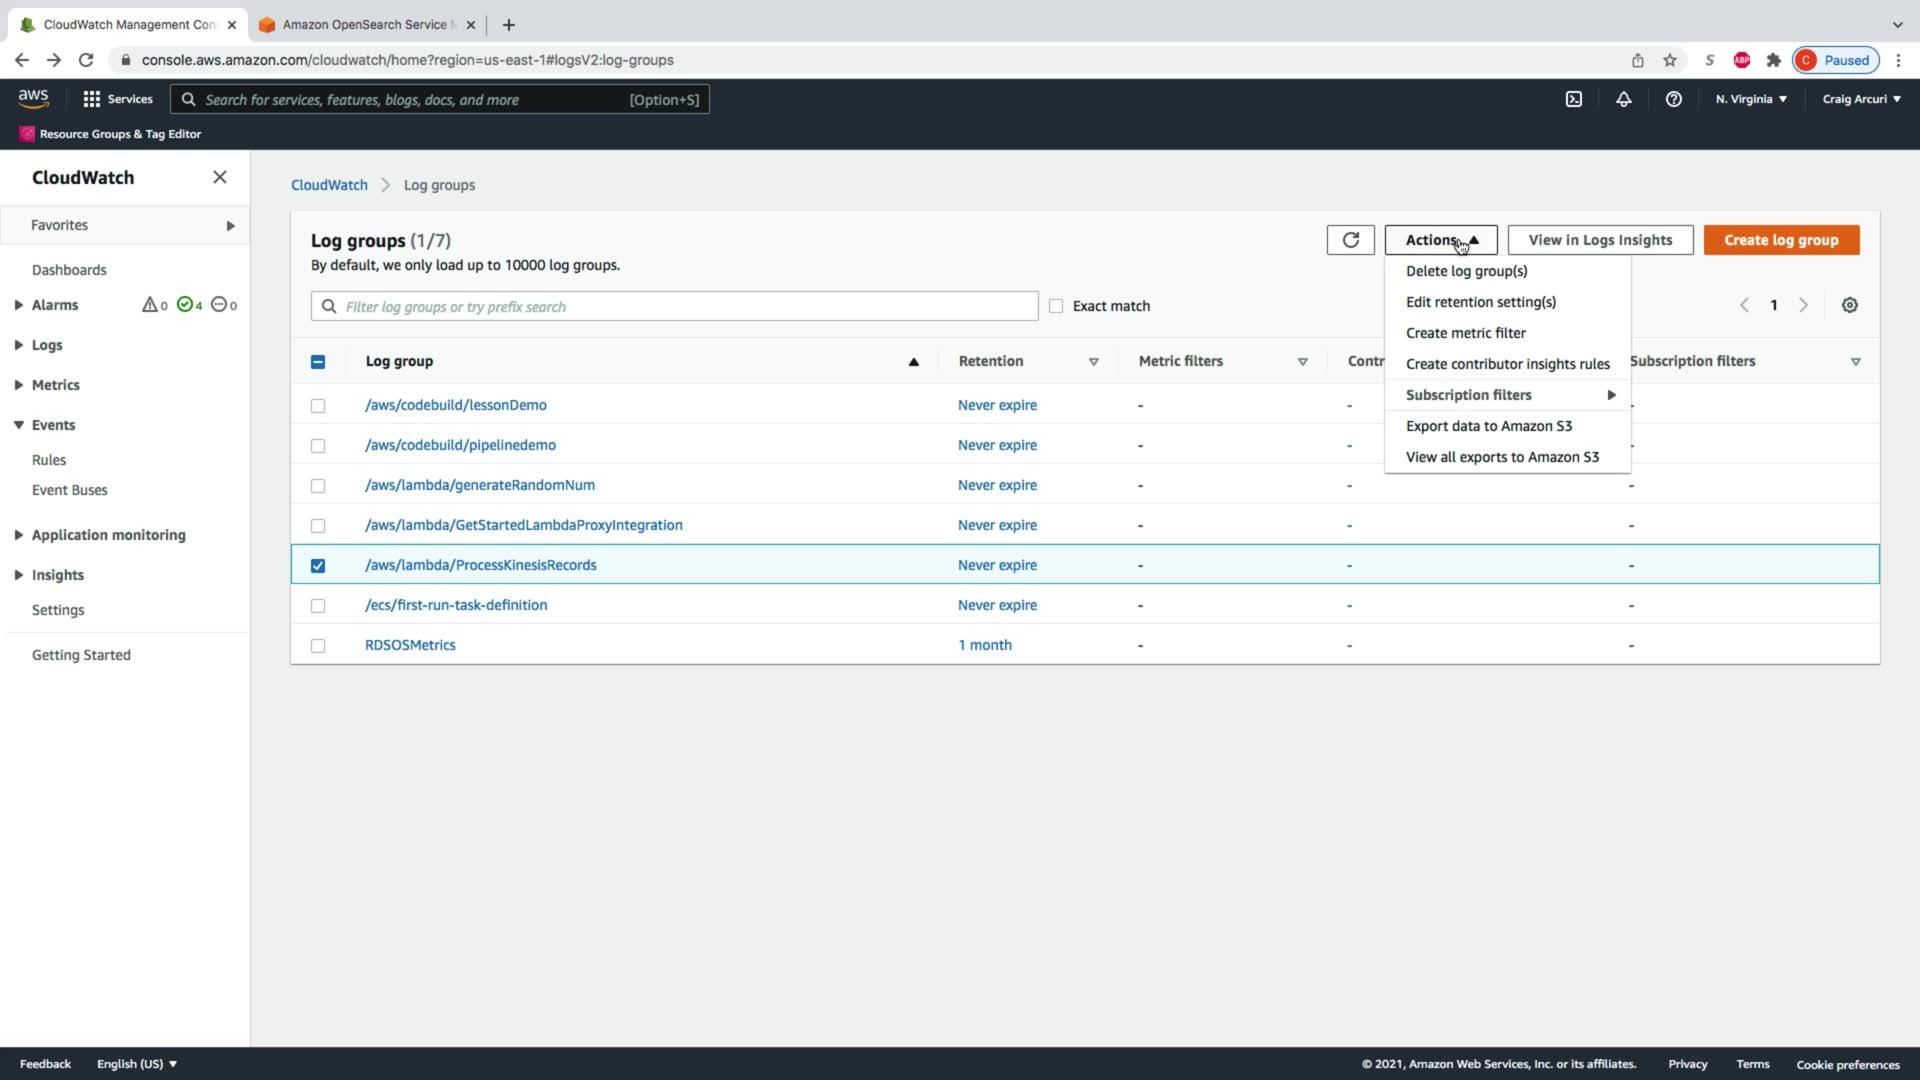 CloudWatch Management Con
Amazon OpenSearch Service M
console.aws.amazon.com/cloudwatch/home?region=us-east-1#logsV2:log-groups
S
ABP
C Paused
aws
Services
Search for services, features, blogs, docs, and more [Option+S]
N. Virginia
Craig Arcuri
Resource Groups & Tag Editor
CloudWatch
Favorites
Dashboards
Alarms 0 4 0
Logs
Metrics
Events
Rules
Event Buses
Application monitoring
Insights
Settings
Getting Started
CloudWatch > Log groups
Log groups (1/7)
By default, we only load up to 10000 log groups.
Actions
View in Logs Insights
Create log group
Filter log groups or try prefix search
Exact match
1
Delete log group(s)
Edit retention setting(s)
Create metric filter
Create contributor insights rules
Subscription filters
Export data to Amazon S3
View all exports to Amazon S3
Log group Retention Metric filters Contr Subscription filters
/aws/codebuild/lessonDemo Never expire - - -
/aws/codebuild/pipelinedemo Never expire - - -
/aws/lambda/generateRandomNum Never expire - - -
/aws/lambda/GetStartedLambdaProxyIntegration Never expire - - -
/aws/lambda/ProcessKinesisRecords Never expire - - -
/ecs/first-run-task-definition Never expire - - -
RDSOSMetrics 1 month - - -
Feedback English (US)
© 2021, Amazon Web Services, Inc. or its affiliates. Privacy Terms Cookie preferences